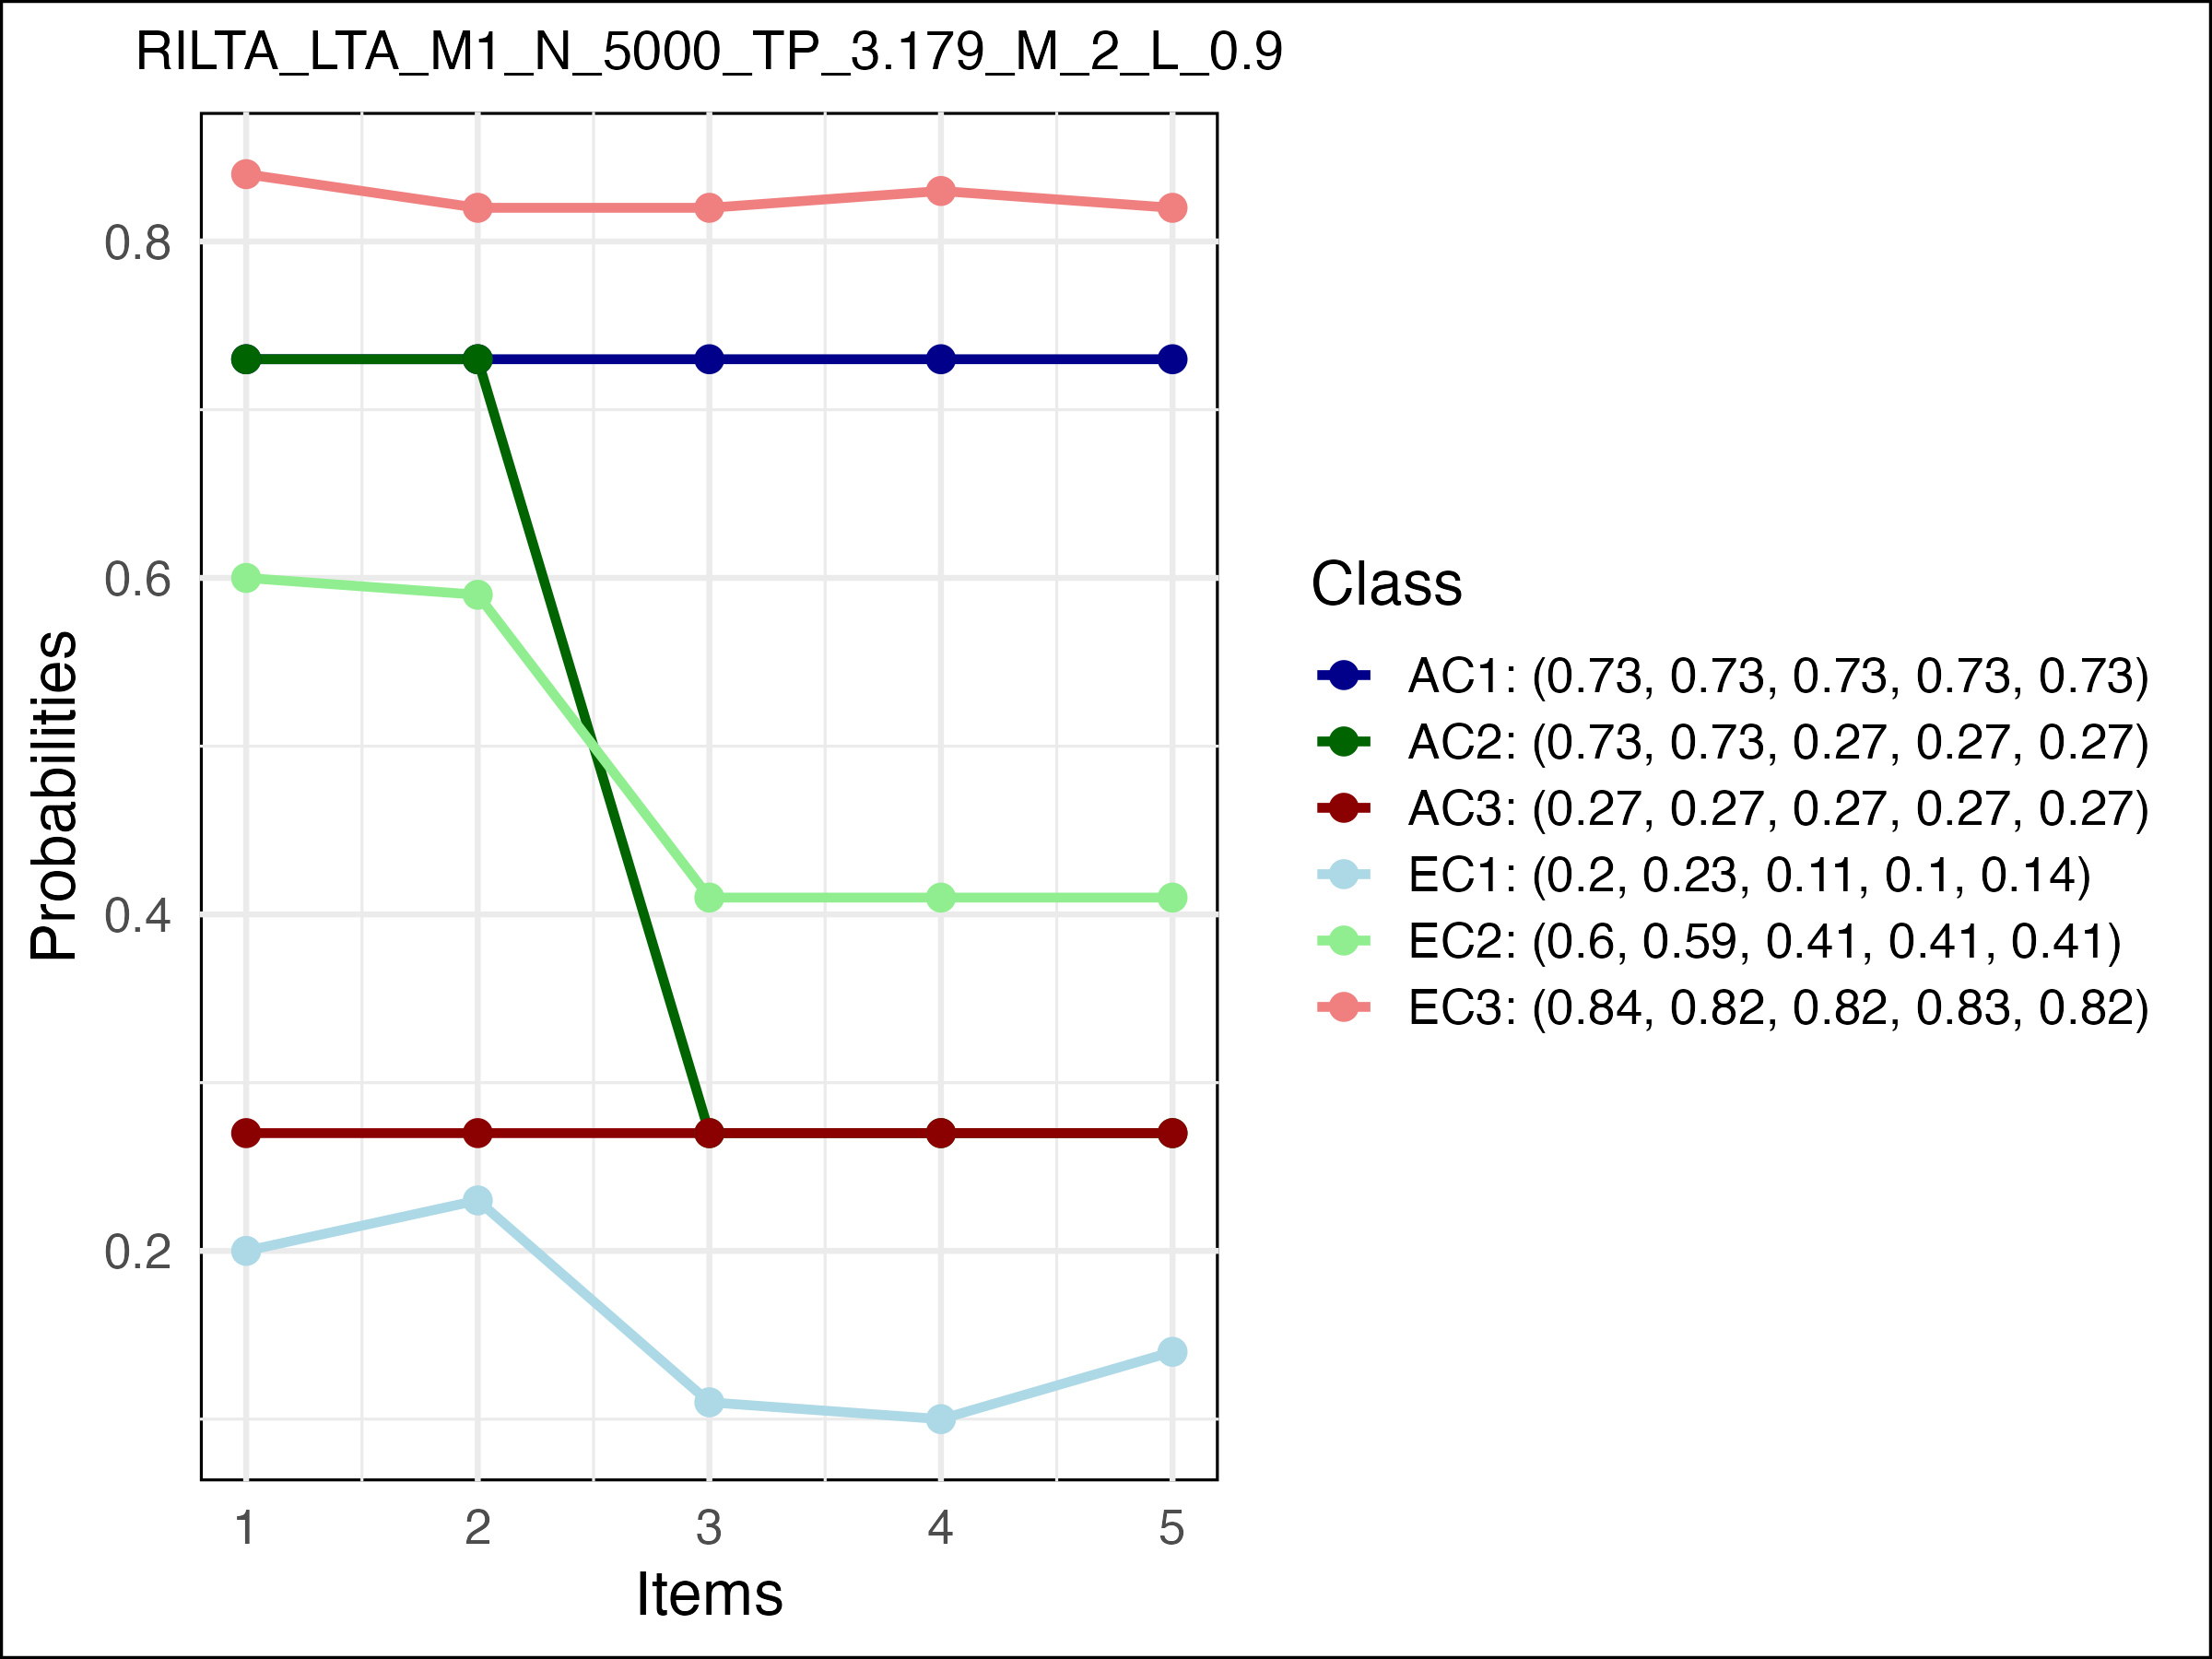 RILTA_LTA_M1_N_5000_TP_3.179_M_2_L_0.9
0.8
0.6
0.4
0.2
Probabilities
1 2 3 4 5
Items
Class
AC1: (0.73, 0.73, 0.73, 0.73, 0.73)
AC2: (0.73, 0.73, 0.27, 0.27, 0.27)
AC3: (0.27, 0.27, 0.27, 0.27, 0.27)
EC1: (0.2, 0.23, 0.11, 0.1, 0.14)
EC2: (0.6, 0.59, 0.41, 0.41, 0.41)
EC3: (0.84, 0.82, 0.82, 0.83, 0.82)